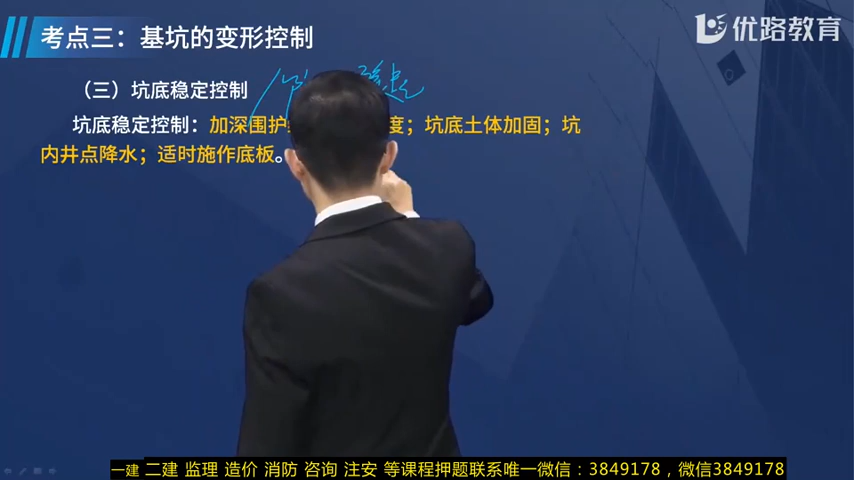 考点三：基坑的变形控制
优路教育
（三）坑底稳定控制
坑底稳定控制：加深围护 度；坑底土体加固；坑
内井点降水；适时施作底板。
一建 二建 监理 造价 消防 咨询 注安 等课程押题联系唯一微信：3849178，微信3849178